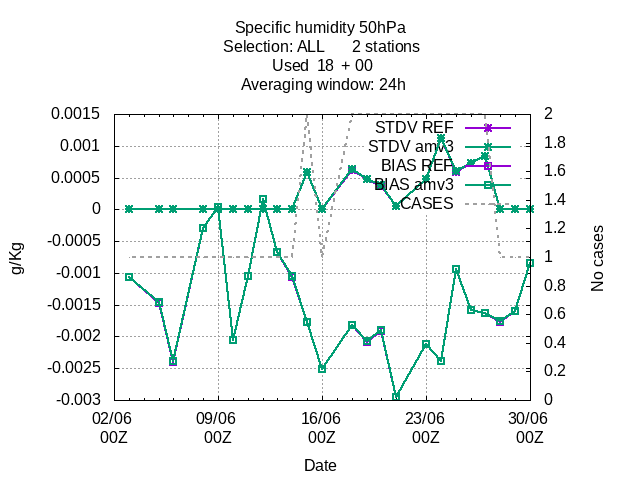 Specific humidity 50hPa
Selection: ALL 2 stations
Used 18 + 00
Averaging window: 24h
0.0015
0.001
0.0005
0
-0.0005
-0.001
-0.0015
-0.002
-0.0025
-0.003
g/Kg
STDV REF
STDV amv3
BIAS REF
BIAS amv3
CASES
2
1.8
1.6
1.4
1.2
1
0.8
0.6
0.4
0.2
0
No cases
02/06 09/06 16/06 23/06 30/06
00Z 00Z 00Z 00Z 00Z
Date